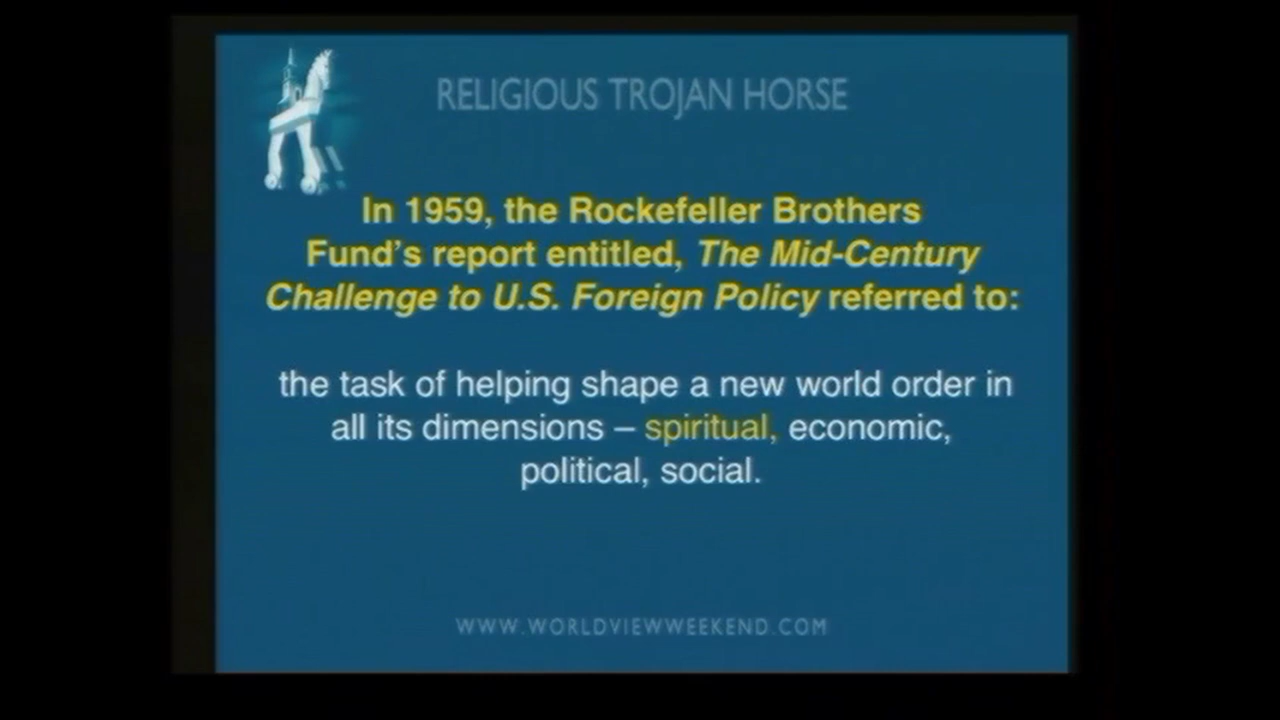 RELIGIOUS TROJAN HORSE
In 1959, the Rockefeller Brothers
Fund’s report entitled, The Mid-Century
Challenge to U.S. Foreign Policy referred to:
the task of helping shape a new world order in
all its dimensions – spiritual, economic,
political, social.
WWW.WORLDVIEWWEEKEND.COM